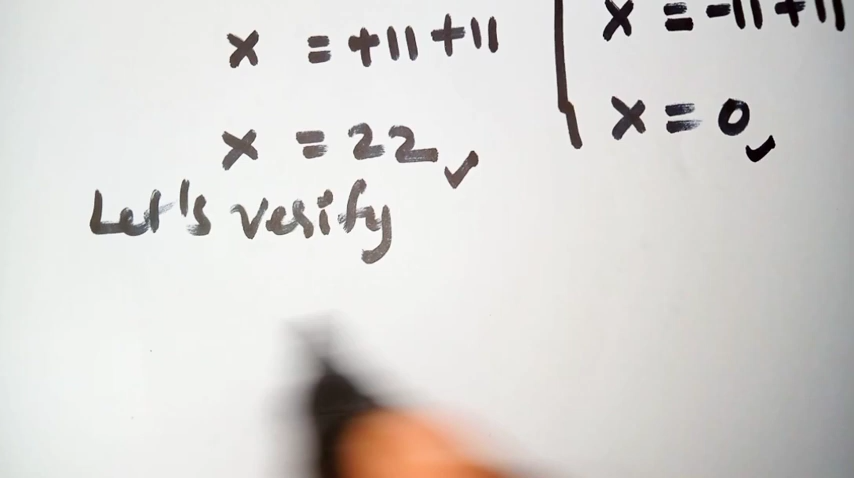 x = +11 +11
x = 22 ✓
x = -11 + 11
x = 0 ✓
Let's verify